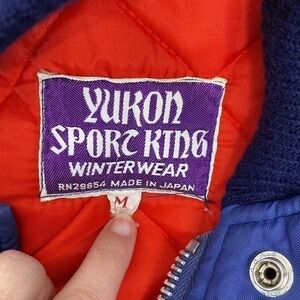 YUKON
SPORT KING
WINTERWEAR
RN29654 MADE IN JAPAN
M